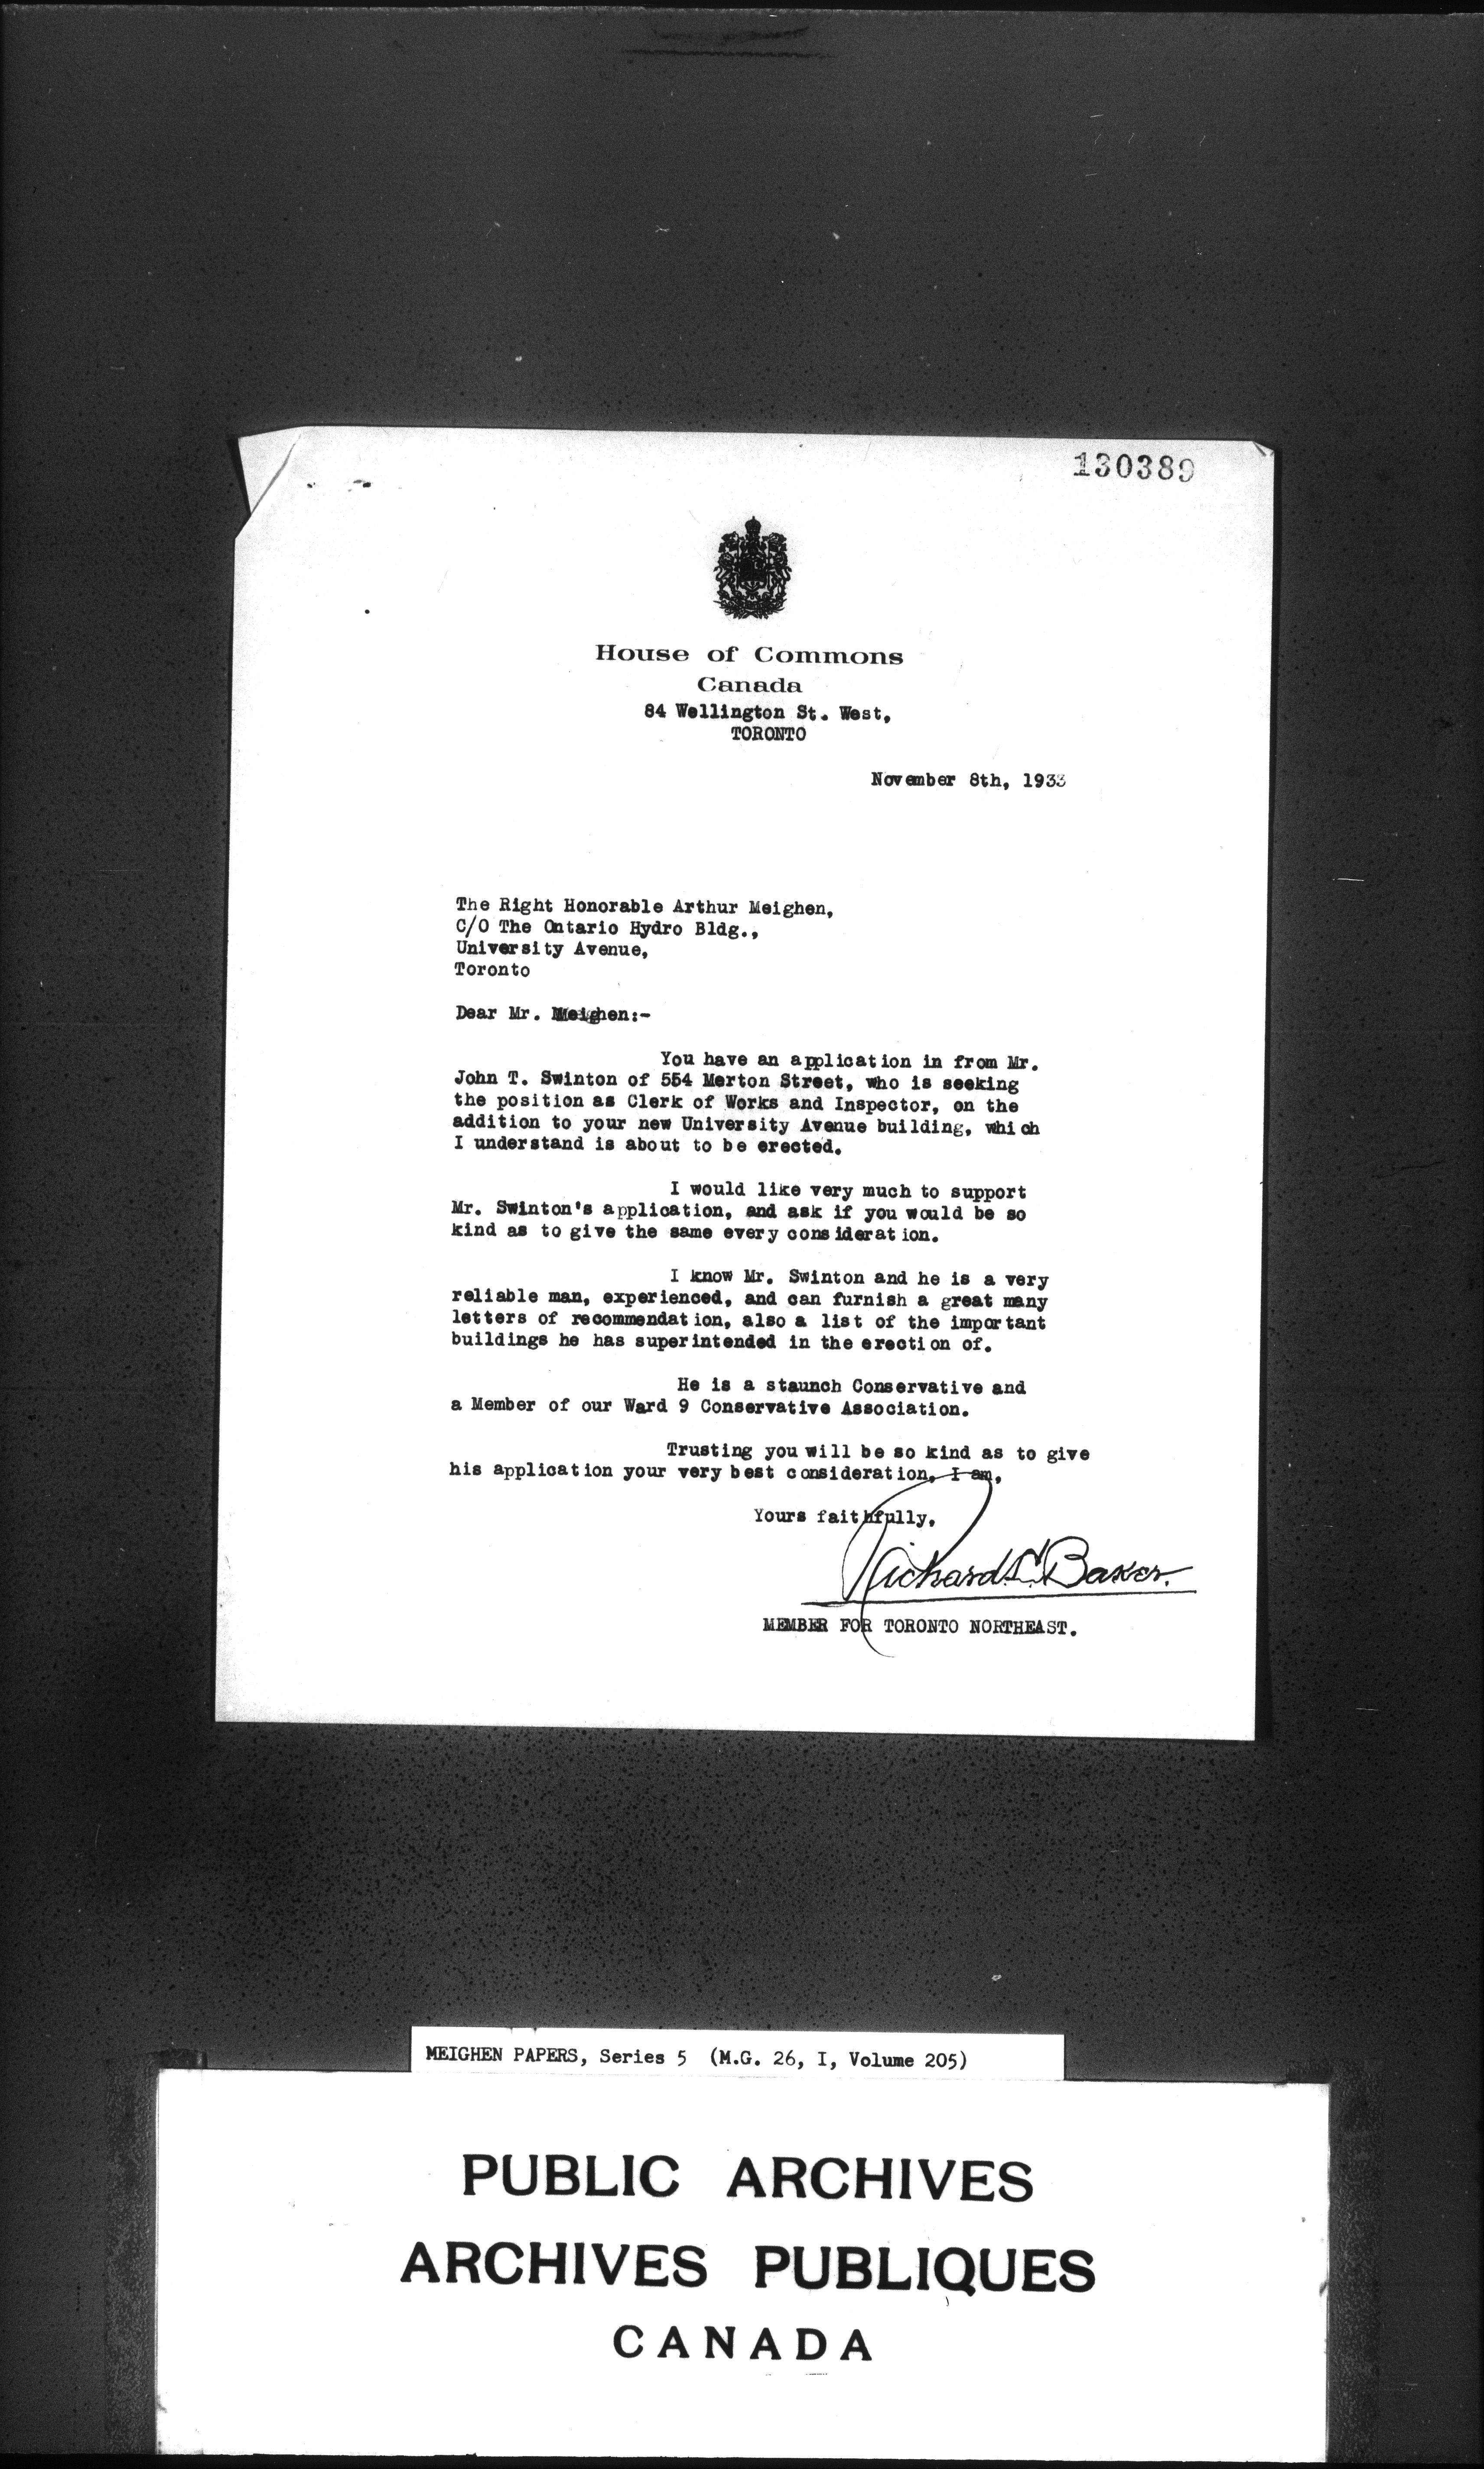 130389
House of Commons
Canada
84 Wellington St. West,
TORONTO
November 8th, 1933
The Right Honorable Arthur Meighen,
C/O The Ontario Hydro Bldg.,
University Avenue,
Toronto
Dear Mr. Meighen:-
You have an application in from Mr.
John T. Swinton of 554 Merton Street, who is seeking
the position as Clerk of Works and Inspector, on the
addition to your new University Avenue building, which
I understand is about to be erected.
I would like very much to support
Mr. Swinton's application, and ask if you would be so
kind as to give the same every consideration.
I know Mr. Swinton and he is a very
reliable man, experienced, and can furnish a great many
letters of recommendation, also a list of the important
buildings he has superintended in the erection of.
He is a staunch Conservative and
a Member of our Ward 9 Conservative Association.
Trusting you will be so kind as to give
his application your very best consideration, I am,
Yours faithfully,
Richard L. Baker.
MEMBER FOR TORONTO NORTHEAST.
MEIGHEN PAPERS, Series 5 (M.G. 26, I, Volume 205)
PUBLIC ARCHIVES
ARCHIVES PUBLIQUES
CANADA